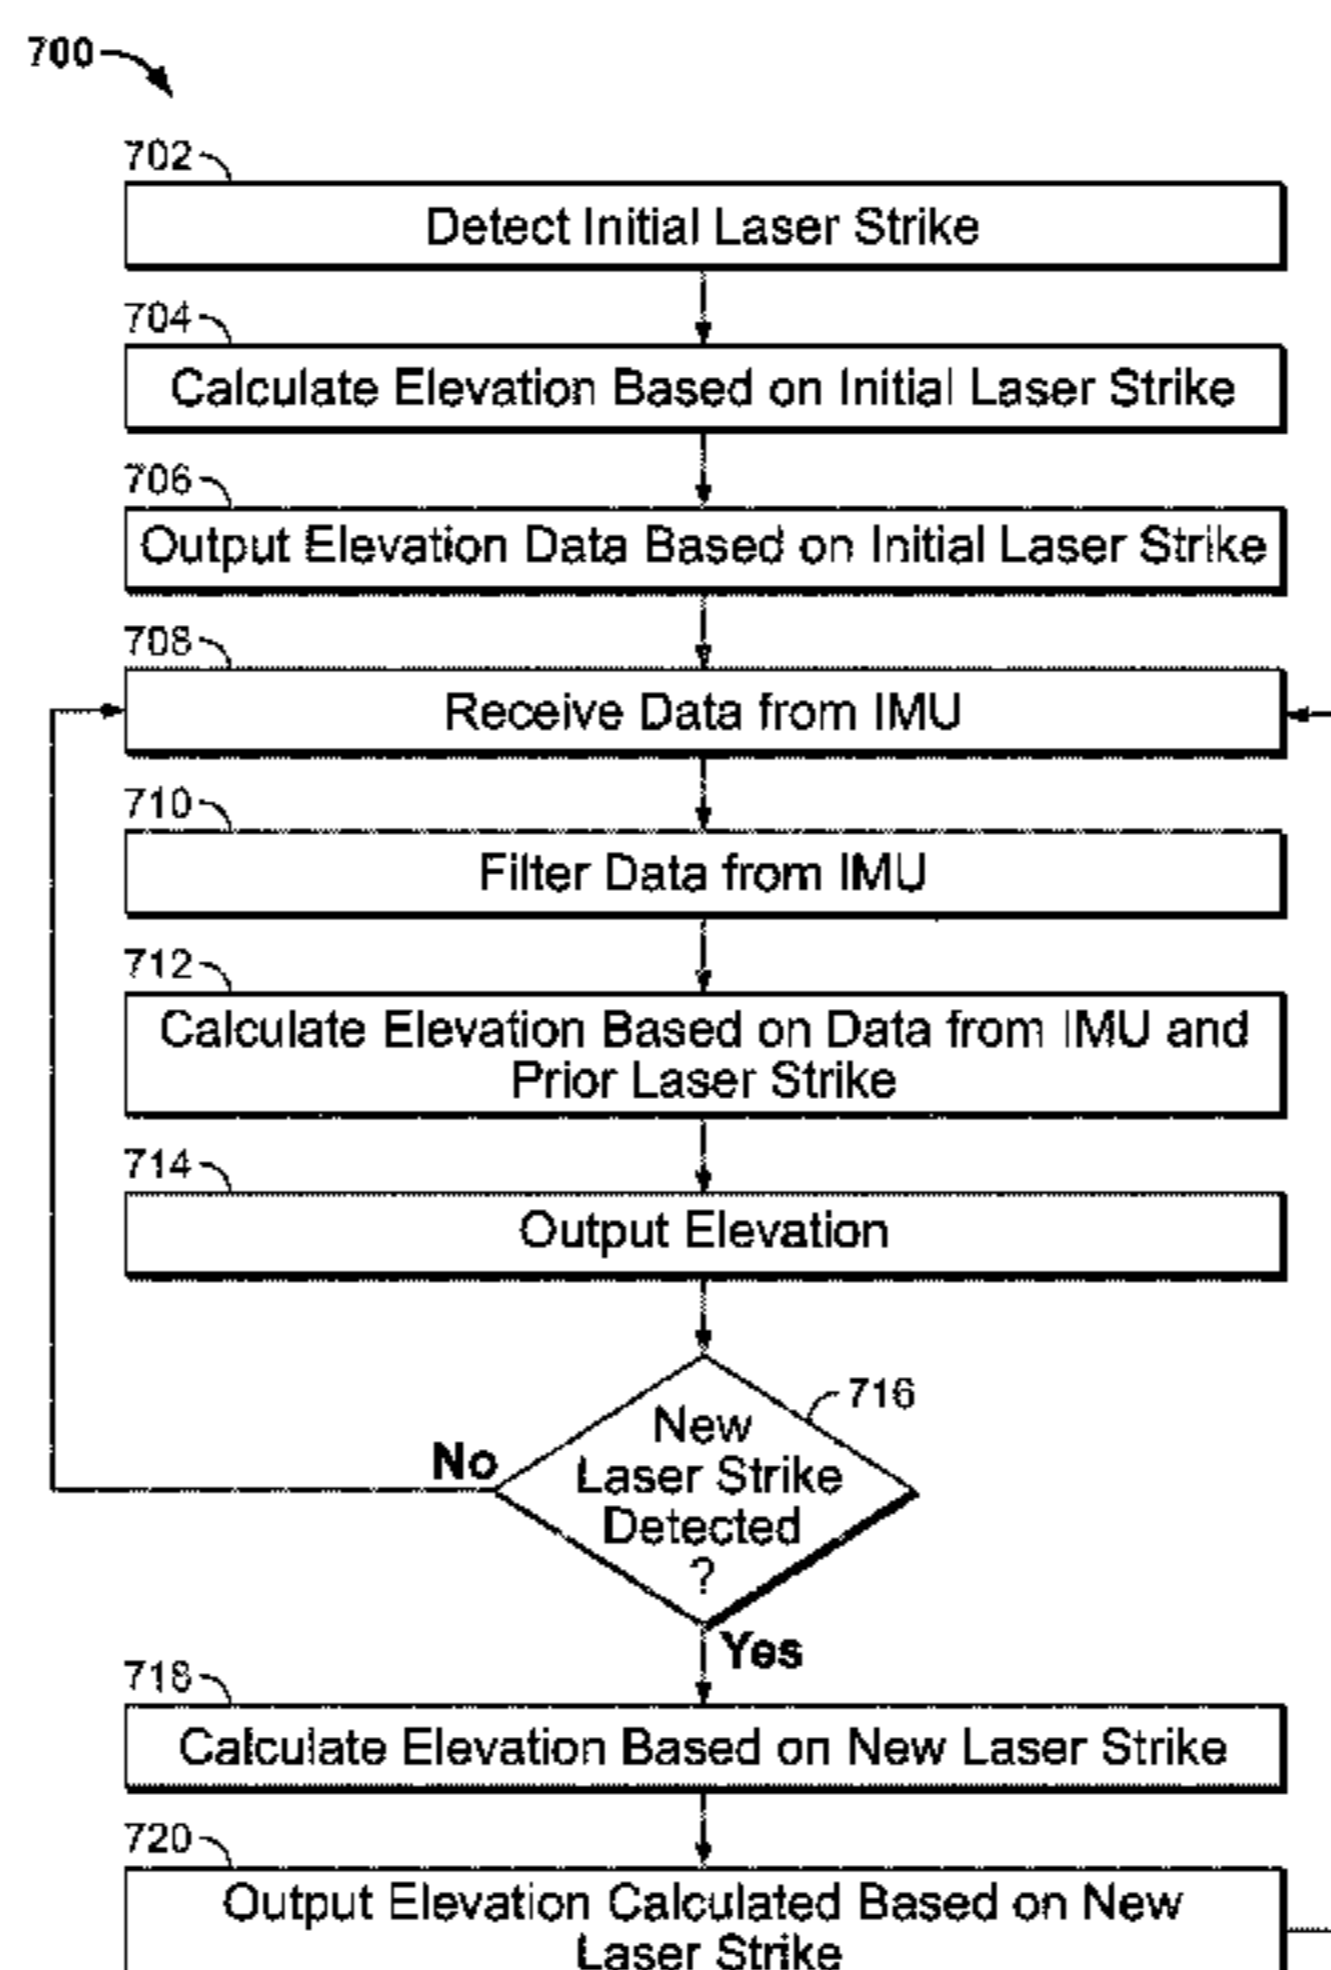 700
702
Detect Initial Laser Strike
704
Calculate Elevation Based on Initial Laser Strike
706
Output Elevation Data Based on Initial Laser Strike
708
Receive Data from IMU
710
Filter Data from IMU
712
Calculate Elevation Based on Data from IMU and
Prior Laser Strike
714
Output Elevation
716
New
Laser Strike
Detected
?
No
Yes
718
Calculate Elevation Based on New Laser Strike
720
Output Elevation Calculated Based on New
Laser Strike